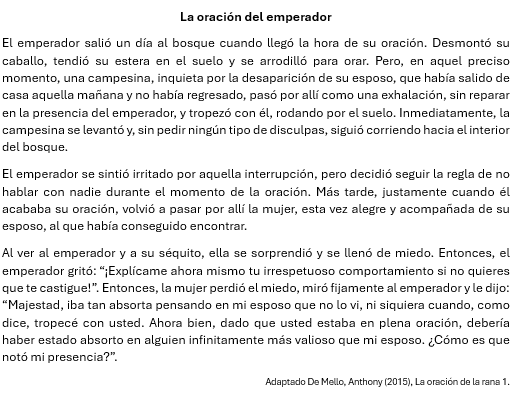 La oración del emperador
El emperador salió un día al bosque cuando llegó la hora de su oración. Desmontó su
caballo, tendió su estera en el suelo y se arrodilló para orar. Pero, en aquel preciso
momento, una campesina, inquieta por la desaparición de su esposo, que había salido de
casa aquella mañana y no había regresado, pasó por allí como una exhalación, sin reparar
en la presencia del emperador, y tropezó con él, rodando por el suelo. Inmediatamente, la
campesina se levantó y, sin pedir ningún tipo de disculpas, siguió corriendo hacia el interior
del bosque.
El emperador se sintió irritado por aquella interrupción, pero decidió seguir la regla de no
hablar con nadie durante el momento de la oración. Más tarde, justamente cuando él
acababa su oración, volvió a pasar por allí la mujer, esta vez alegre y acompañada de su
esposo, al que había conseguido encontrar.
Al ver al emperador y a su séquito, ella se sorprendió y se llenó de miedo. Entonces, el
emperador gritó: “¡Explícame ahora mismo tu irrespetuoso comportamiento si no quieres
que te castigue!”. Entonces, la mujer perdió el miedo, miró fijamente al emperador y le dijo:
“Majestad, iba tan absorta pensando en mi esposo que no lo vi, ni siquiera cuando, como
dice, tropecé con usted. Ahora bien, dado que usted estaba en plena oración, debería
haber estado absorto en alguien infinitamente más valioso que mi esposo. ¿Cómo es que
notó mi presencia?”.
Adaptado De Mello, Anthony (2015), La oración de la rana 1.